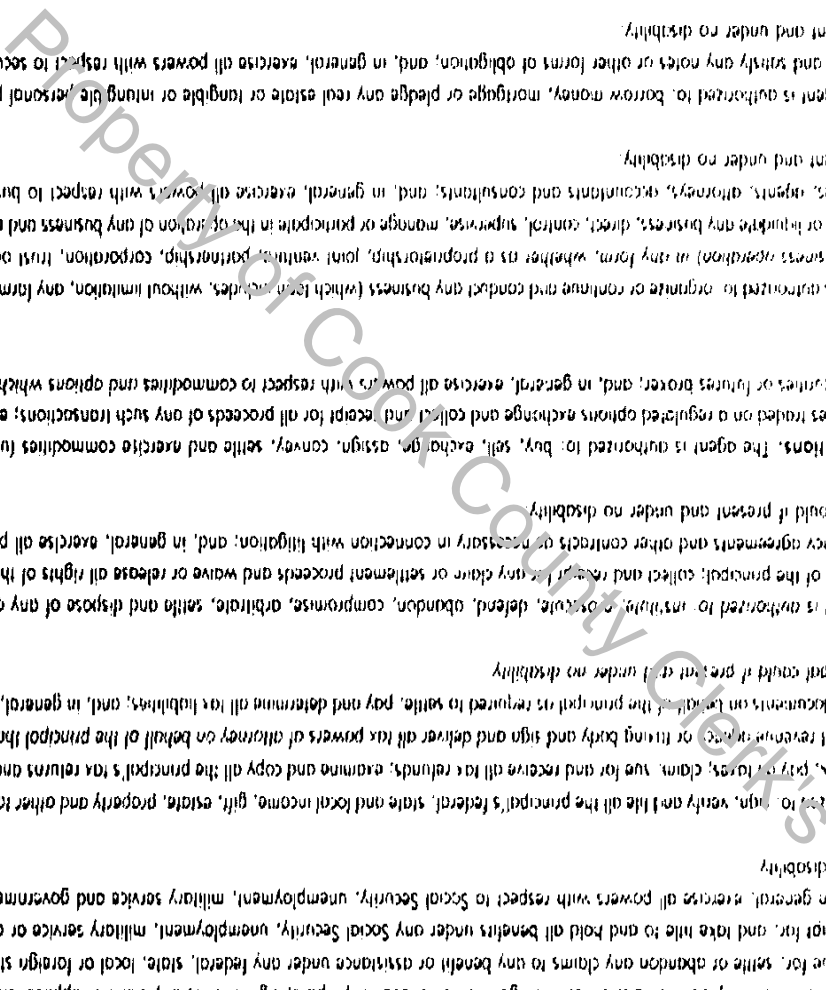 for, settle or abandon any claims to any benefit or assistance under any federal, state, local or foreign
for, and take title to and hold all benefits under any Social Security, unemployment, military service or
general, exercise all powers with respect to Social Security, unemployment, military service and
disability
to: sign, verify and file all the principal's federal, state and local income, gift, estate, property and other
pay all taxes; claim, sue for and receive all tax refunds; examine and copy all the principal's tax returns
revenue agency or taxing body and sign and deliver all tax powers of attorney on behalf of the principal
documents on behalf of the principal as required to settle, pay and determine all tax liabilities; and, in general,
could if present and under no disability
is authorized to: institute, prosecute, defend, abandon, compromise, arbitrate, settle and dispose of any
of the principal; collect and receipt for any claim or settlement proceeds and waive or release all rights of
agreements and other contracts as necessary in connection with litigation; and, in general, exercise all
could if present and under no disability
The agent is authorized to: buy, sell, exchange, assign, convey, settle and exercise commodities
traded on a regulated options exchange and collect and receipt for all proceeds of any such transactions;
or futures broker; and, in general, exercise all powers with respect to commodities and options which
authorized to: organize or continue and conduct any business (which term includes, without limitation, any
operation) in any form, whether as a proprietorship, joint venture, partnership, corporation, trust
or liquidate any business; direct, control, supervise, manage or participate in the operation of any business and
agents, attorneys, accountants and consultants; and, in general, exercise all powers with respect to
and under no disability
is authorized to: borrow money, mortgage or pledge any real estate or tangible or intangible personal
and satisfy any notes or other forms of obligation; and, in general, exercise all powers with respect to
and under no disability
Property of Cook County Clerk's